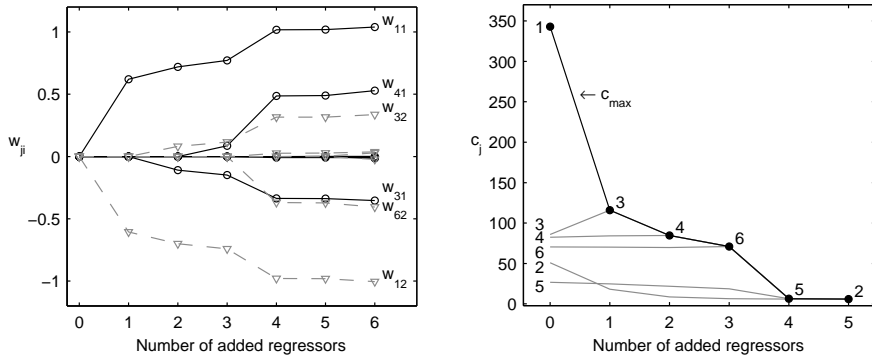 w_ji
1
0.5
0
−0.5
−1
0 1 2 3 4 5 6
Number of added regressors
w_11
w_41
w_32
w_31
w_62
w_12
c_j
350
300
250
200
150
100
50
0
0 1 2 3 4 5
Number of added regressors
1
← c_max
3
4
6
5
2
3
4
6
2
5